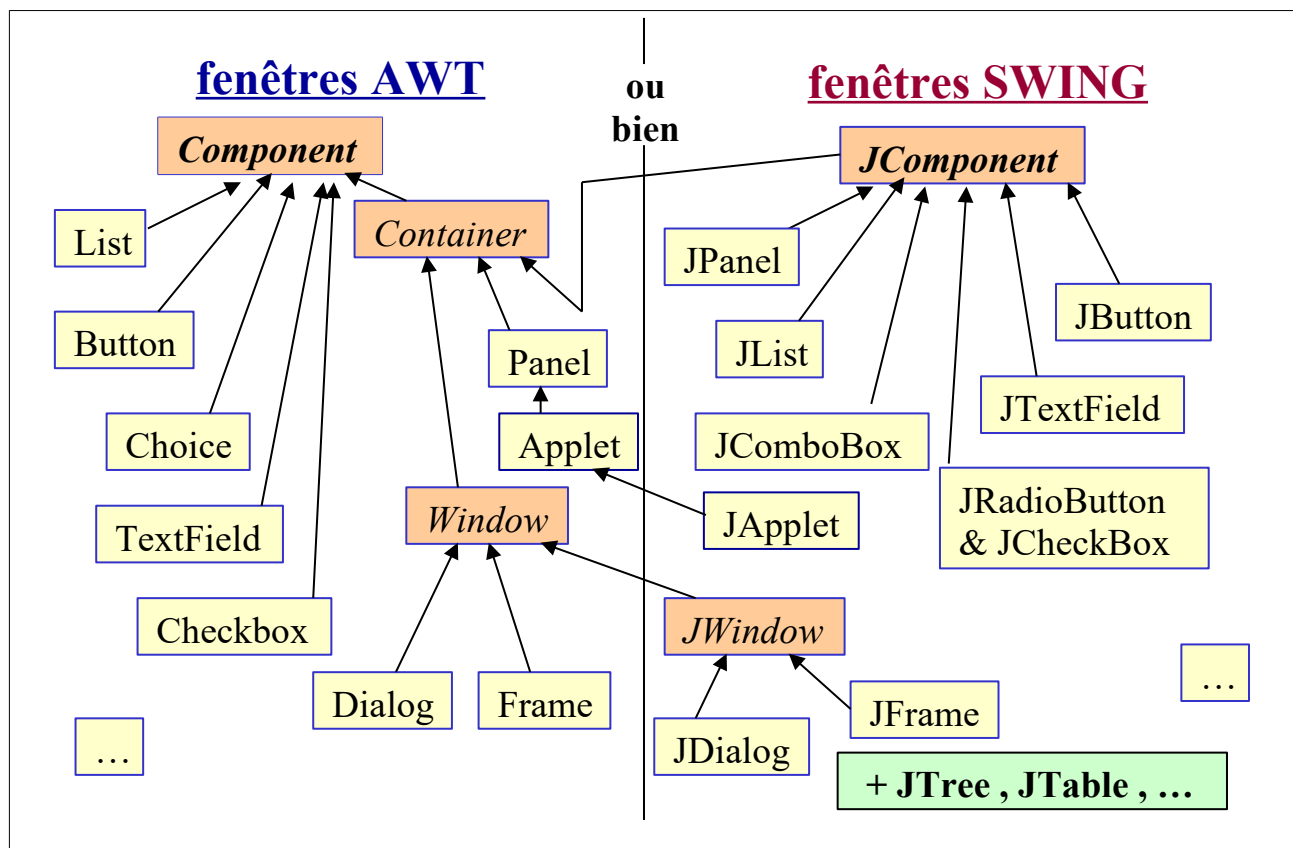 fenêtres AWT
Component
List
Container
Button
Panel
Choice
Applet
TextField
Window
Checkbox
Dialog
Frame
…
ou
bien
fenêtres SWING
JComponent
JPanel
JButton
JList
JTextField
JComboBox
JRadioButton
& JCheckBox
JApplet
JWindow
…
JFrame
JDialog
+ JTree , JTable , …